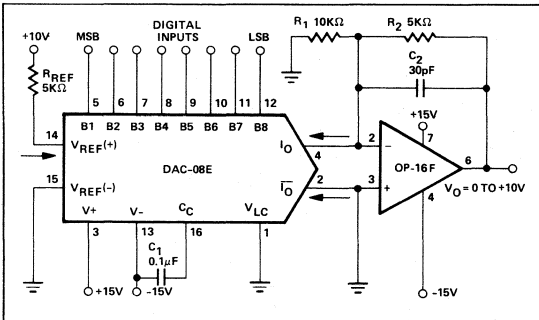 +10V
MSB
DIGITAL
INPUTS
LSB
R1 10KΩ
R2 5KΩ
RREF
5KΩ
C2
30pF
5 6 7 8 9 10 11 12
B1 B2 B3 B4 B5 B6 B7 B8
14
VREF(+)
IO
4
+15V
7
2
−
OP-16F
6
15
VREF(-)
DAC-08E
IO
2
3
+
4
VO = 0 TO +10V
V+
V-
CC
VLC
3
13
C1
0.1μF
16
1
+15V
-15V
-15V